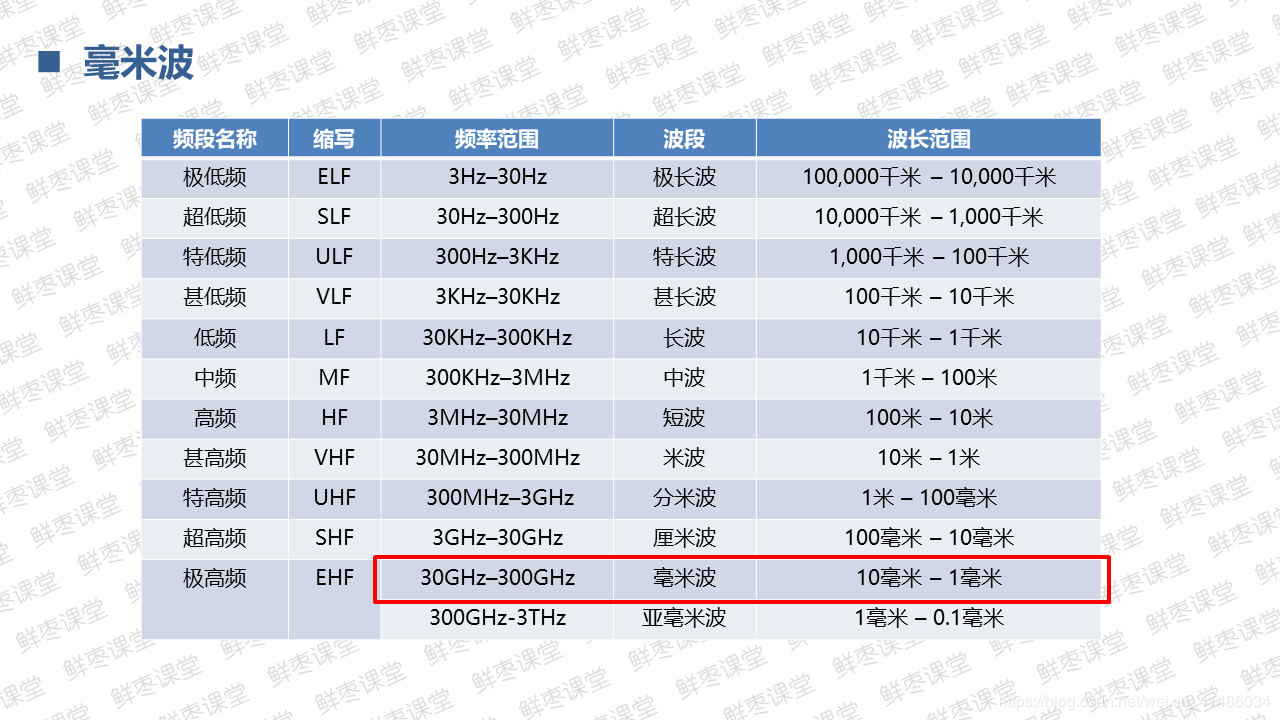 ■ 毫米波
频段名称 缩写 频率范围 波段 波长范围
极低频 ELF 3Hz–30Hz 极长波 100,000千米 – 10,000千米
超低频 SLF 30Hz–300Hz 超长波 10,000千米 – 1,000千米
特低频 ULF 300Hz–3KHz 特长波 1,000千米 – 100千米
甚低频 VLF 3KHz–30KHz 甚长波 100千米 – 10千米
低频 LF 30KHz–300KHz 长波 10千米 – 1千米
中频 MF 300KHz–3MHz 中波 1千米 – 100米
高频 HF 3MHz–30MHz 短波 100米 – 10米
甚高频 VHF 30MHz–300MHz 米波 10米 – 1米
特高频 UHF 300MHz–3GHz 分米波 1米 – 100毫米
超高频 SHF 3GHz–30GHz 厘米波 100毫米 – 10毫米
极高频 EHF 30GHz–300GHz 毫米波 10毫米 – 1毫米
300GHz-3THz 亚毫米波 1毫米 – 0.1毫米
鲜枣课堂